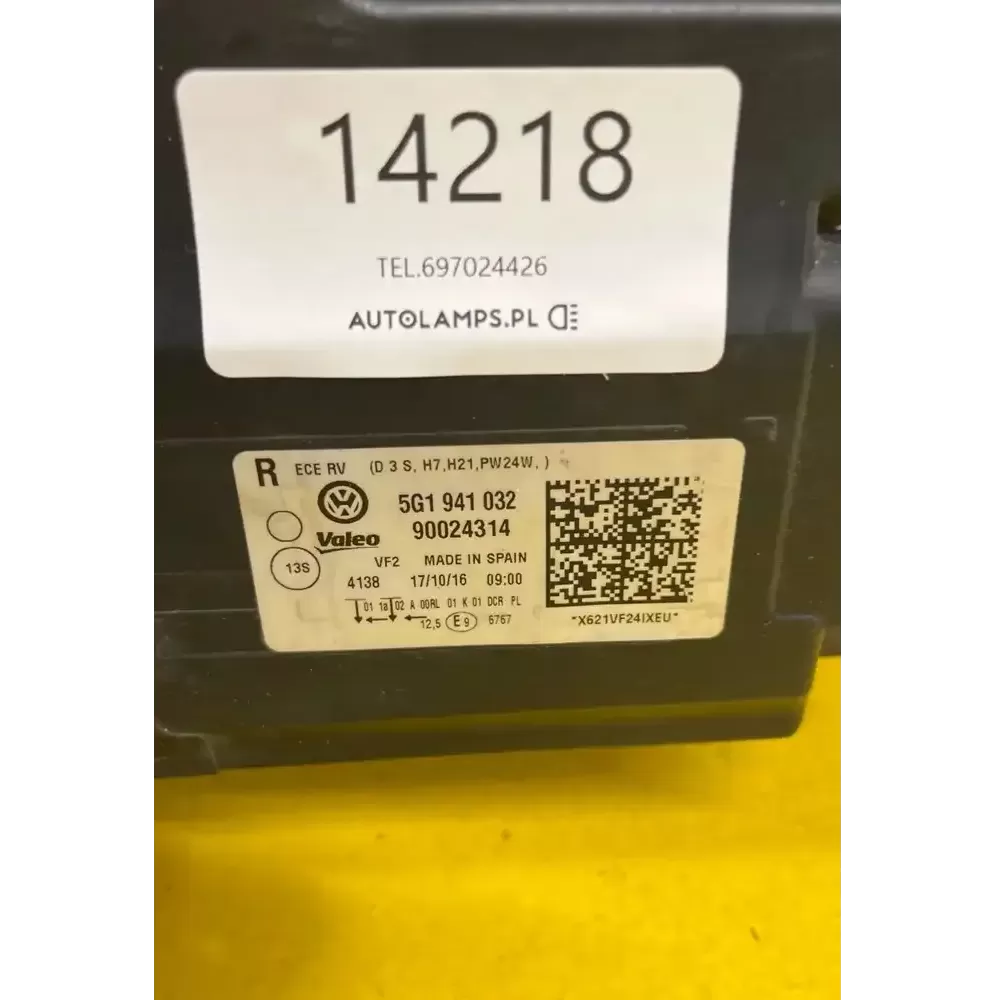 14218
TEL.697024426
AUTOLAMPS.PL
R ECE RV (D 3 S, H7,H21,PW24W, )
5G1 941 032
Valeo 90024314
VF2 MADE IN SPAIN
13S
4138 17/10/16 09:00
01 1a 02 A 00RL 01 K 01 DCR PL
12,5 E9 6767
"X621VF24IXEU"